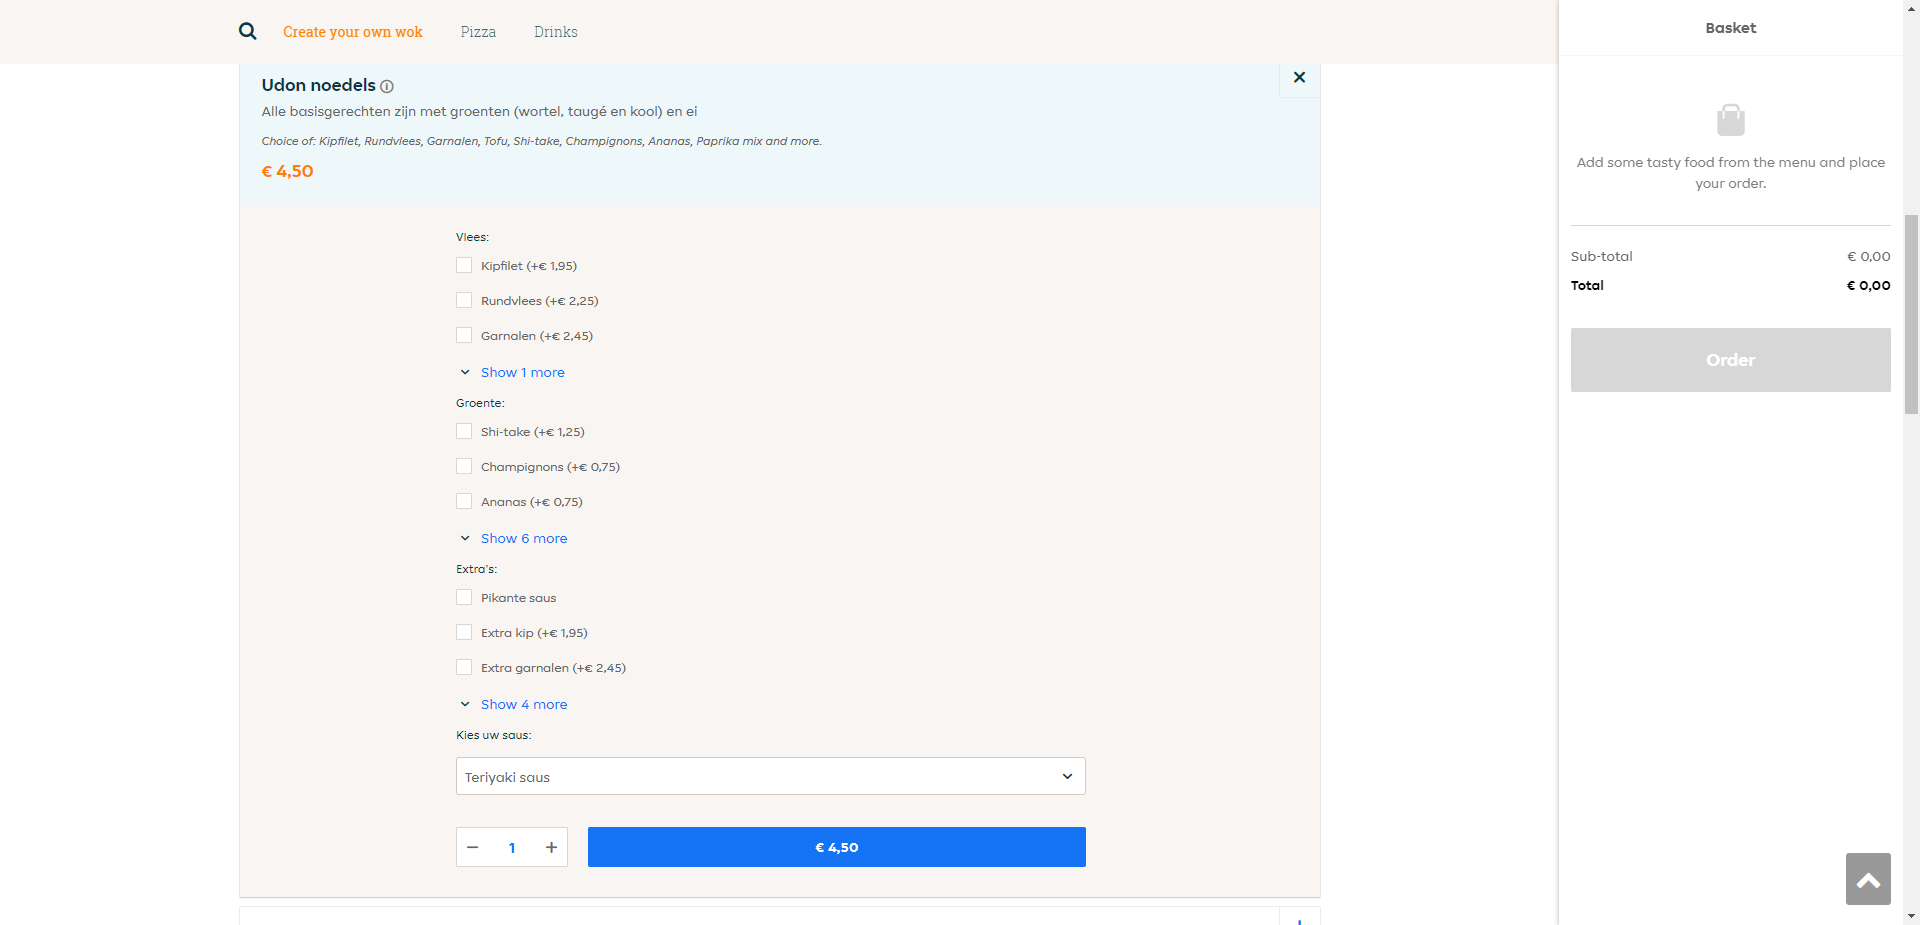 Create your own wok
Pizza
Drinks
Udon noedels
Alle basisgerechten zijn met groenten (wortel, taugé en kool) en ei
Choice of: Kipfilet, Rundvlees, Garnalen, Tofu, Shi-take, Champignons, Ananas, Paprika mix and more.
€ 4,50
Vlees:
Kipfilet (+€ 1,95)
Rundvlees (+€ 2,25)
Garnalen (+€ 2,45)
Show 1 more
Groente:
Shi-take (+€ 1,25)
Champignons (+€ 0,75)
Ananas (+€ 0,75)
Show 6 more
Extra's:
Pikante saus
Extra kip (+€ 1,95)
Extra garnalen (+€ 2,45)
Show 4 more
Kies uw saus:
Teriyaki saus
1
€ 4,50
Basket
Add some tasty food from the menu and place
your order.
Sub-total € 0,00
Total € 0,00
Order